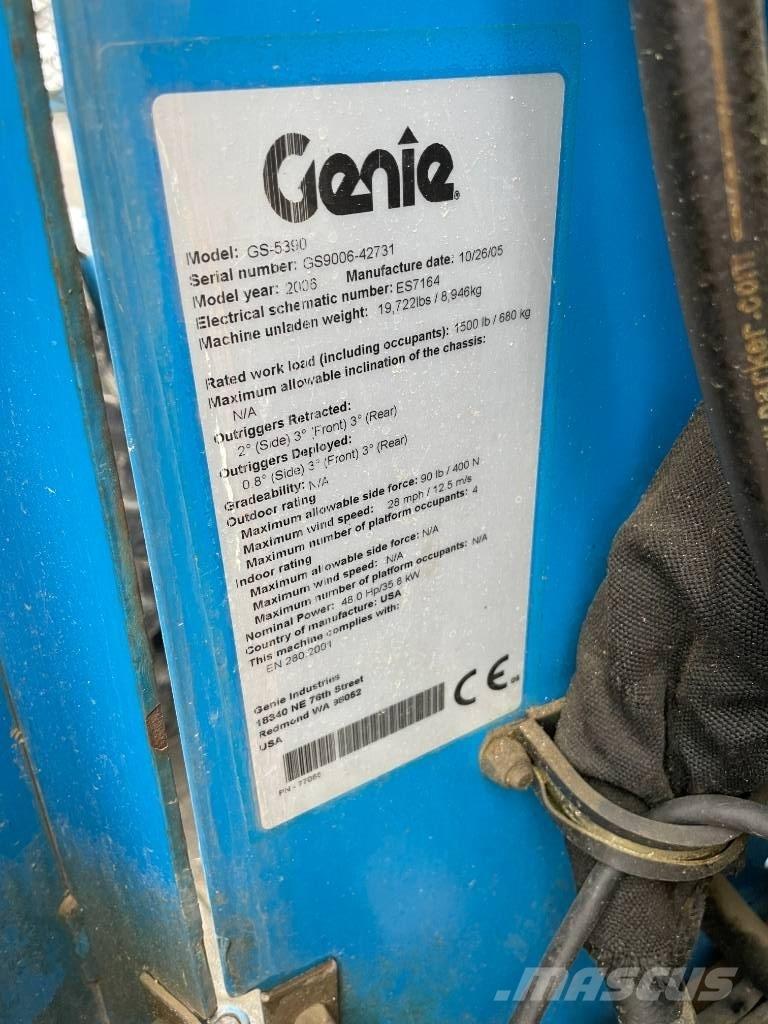 Genie
Model: GS-5390
Serial number: GS9006-42731
Model year: 2006 Manufacture date: 10/26/05
Electrical schematic number: ES7164
Machine unladen weight: 19,722lbs / 8,946kg
Rated work load (including occupants): 1500 lb / 680 kg
Maximum allowable inclination of the chassis:
N/A
Outriggers Retracted:
2° (Side) 3° (Front) 3° (Rear)
Outriggers Deployed:
0.8° (Side) 3° (Front) 3° (Rear)
Gradeability: N/A
Outdoor rating
Maximum allowable side force: 90 lb / 400 N
Maximum wind speed: 28 mph / 12.5 m/s
Maximum number of platform occupants: 4
Indoor rating
Maximum allowable side force: N/A
Maximum wind speed: N/A
Maximum number of platform occupants: N/A
Nominal Power: 48.0 Hp/35.8 kW
Country of manufacture: USA
This machine complies with:
EN 280:2001
Genie Industries
18340 NE 76th Street
Redmond WA 98052
USA
CE
PN - 77055
parker.com
MASCUS